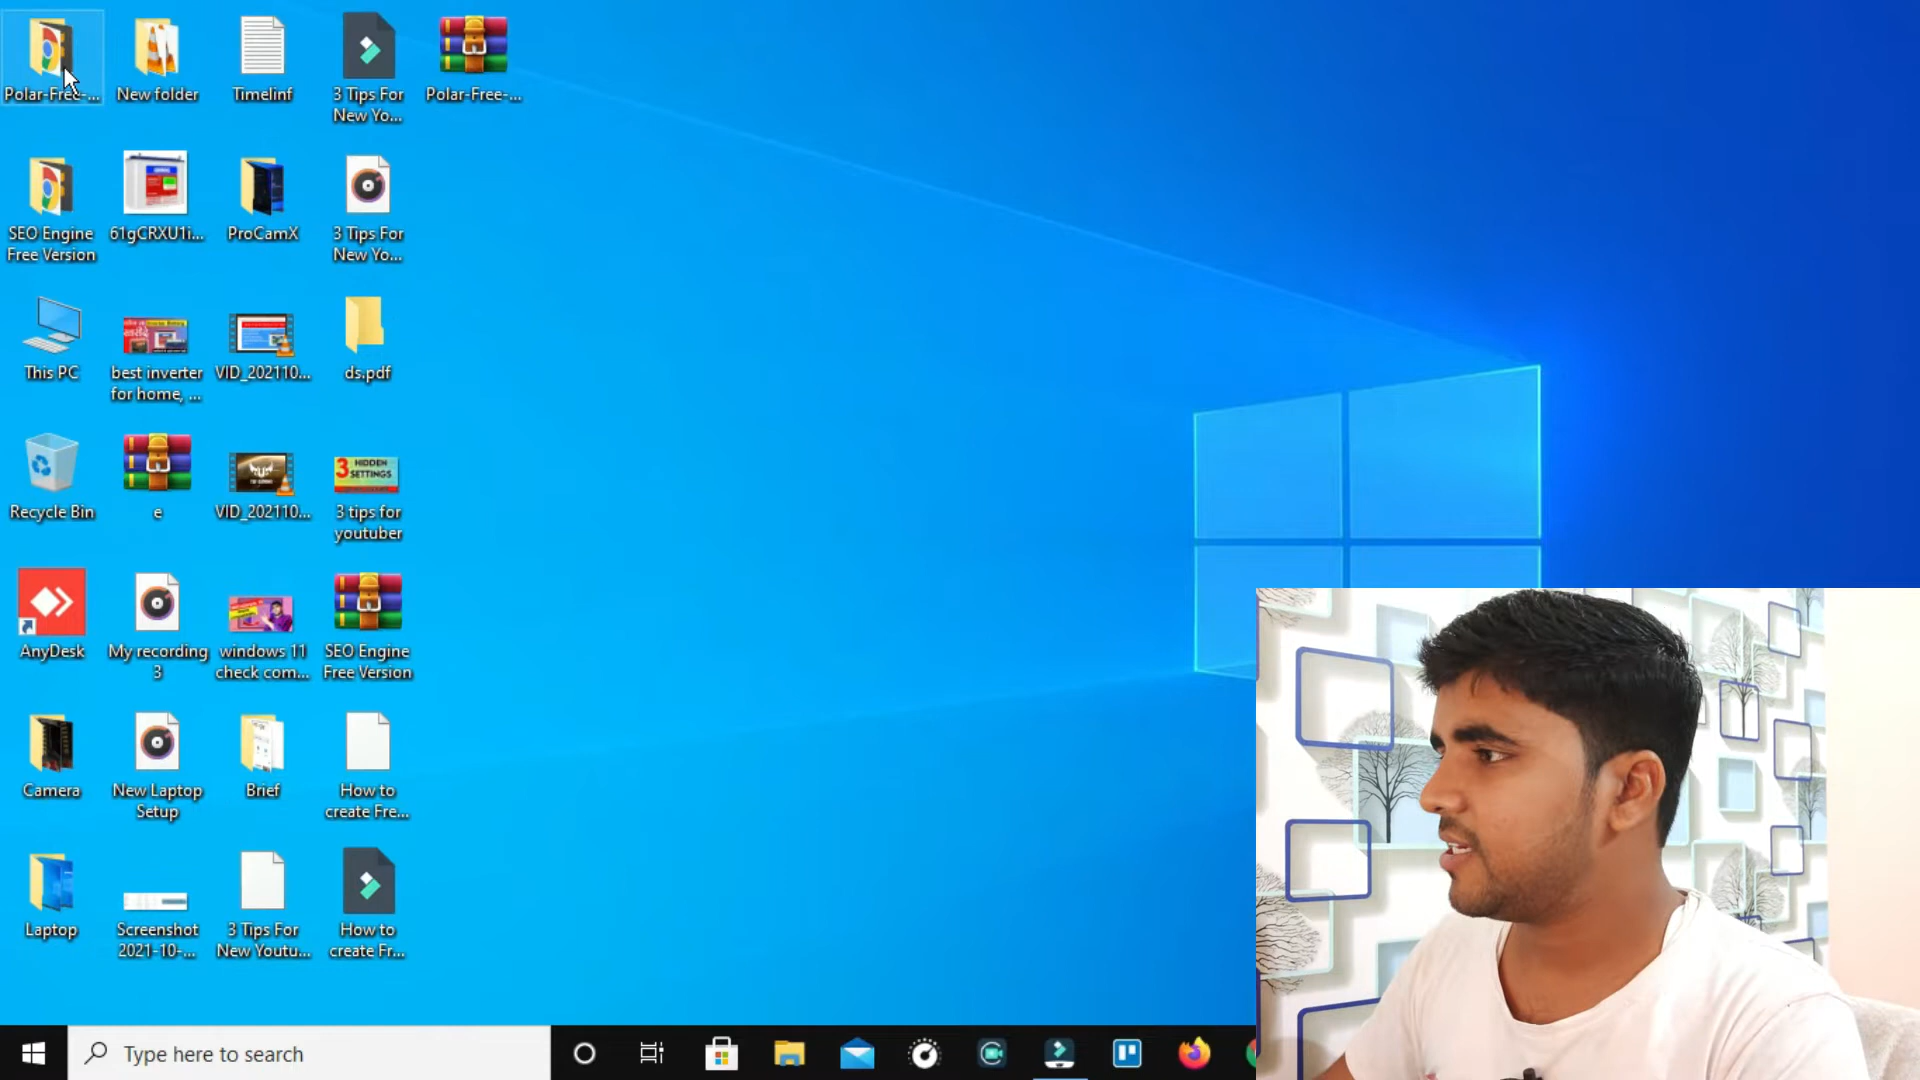 Polar-Free-...
New folder
Timelinf
3 Tips For
New Yo...
Polar-Free-...
SEO Engine
Free Version
61gCRXU1i...
ProCamX
3 Tips For
New Yo...
This PC
best inverter
for home, ...
VID_202110...
ds.pdf
Recycle Bin
e
VID_202110...
3 HIDDEN
SETTINGS
3 tips for
youtuber
AnyDesk
My recording
3
windows 11
check com...
SEO Engine
Free Version
Camera
New Laptop
Setup
Brief
How to
create Fre...
Laptop
Screenshot
2021-10-...
3 Tips For
New Youtu...
How to
create Fr...
Type here to search